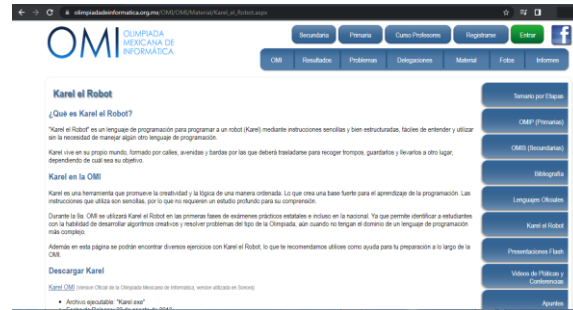 olimpiadadeinformatica.org.mx/OMI/OMI/Material/Karel_el_Robot.aspx
OMI OLIMPIADA
MEXICANA DE
INFORMÁTICA
Secundaria Primaria Curso Profesores Registrarse Entrar f
OMI Resultados Problemas Delegaciones Material Fotos Informes
Karel el Robot
¿Qué es Karel el Robot?
"Karel el Robot" es un lenguaje de programación para programar a un robot (Karel) mediante instrucciones sencillas y bien estructuradas, fáciles de entender y utilizar
sin la necesidad de manejar algún otro lenguaje de programación.
Karel vive en su propio mundo, formado por calles, avenidas y bardas por las que deberá trasladarse para recoger trompos, guardarlos y llevarlos a otro lugar,
dependiendo de cual sea su objetivo.
Karel en la OMI
Karel es una herramienta que promueve la creatividad y la lógica de una manera ordenada. Lo que crea una base fuerte para el aprendizaje de la programación. Las
instrucciones que utiliza son sencillas, por lo que no requieren un estudio profundo para su comprensión.
Durante la OMI se utilizará Karel el Robot en las primeras fases de exámenes prácticos estatales e incluso en la nacional. Ya que permite identificar a estudiantes
con la habilidad de desarrollar algoritmos creativos y resolver problemas del tipo de la Olimpiada, aún cuando no tengan el dominio de un lenguaje de programación
más complejo.
Además en esta página se podrán encontrar diversos ejercicios con Karel el Robot, lo que te recomendamos utilices como ayuda para tu preparación a lo largo de la
OMI.
Descargar Karel
Karel OMI (Version Oficial de la Olimpiada Mexicana de Informatica, version utilizada en Sonora)
Archivo ejecutable: "Karel.exe"
Temario por Etapas
OMIP (Primarias)
OMIS (Secundarias)
Bibliografía
Lenguajes Oficiales
Karel el Robot
Presentaciones Flash
Videos de Pláticas y
Conferencias
Apuntes